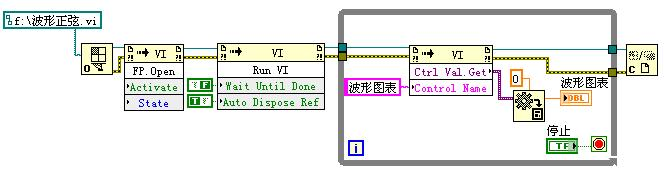 f:\波形正弦.vi
VI
FP.Open
Activate
State
VI
Run VI
Wait Until Done
Auto Dispose Ref
F
T
VI
Ctrl Val.Get
Control Name
波形图表
0
波形图表
DBL
停止
TF
i
0
C